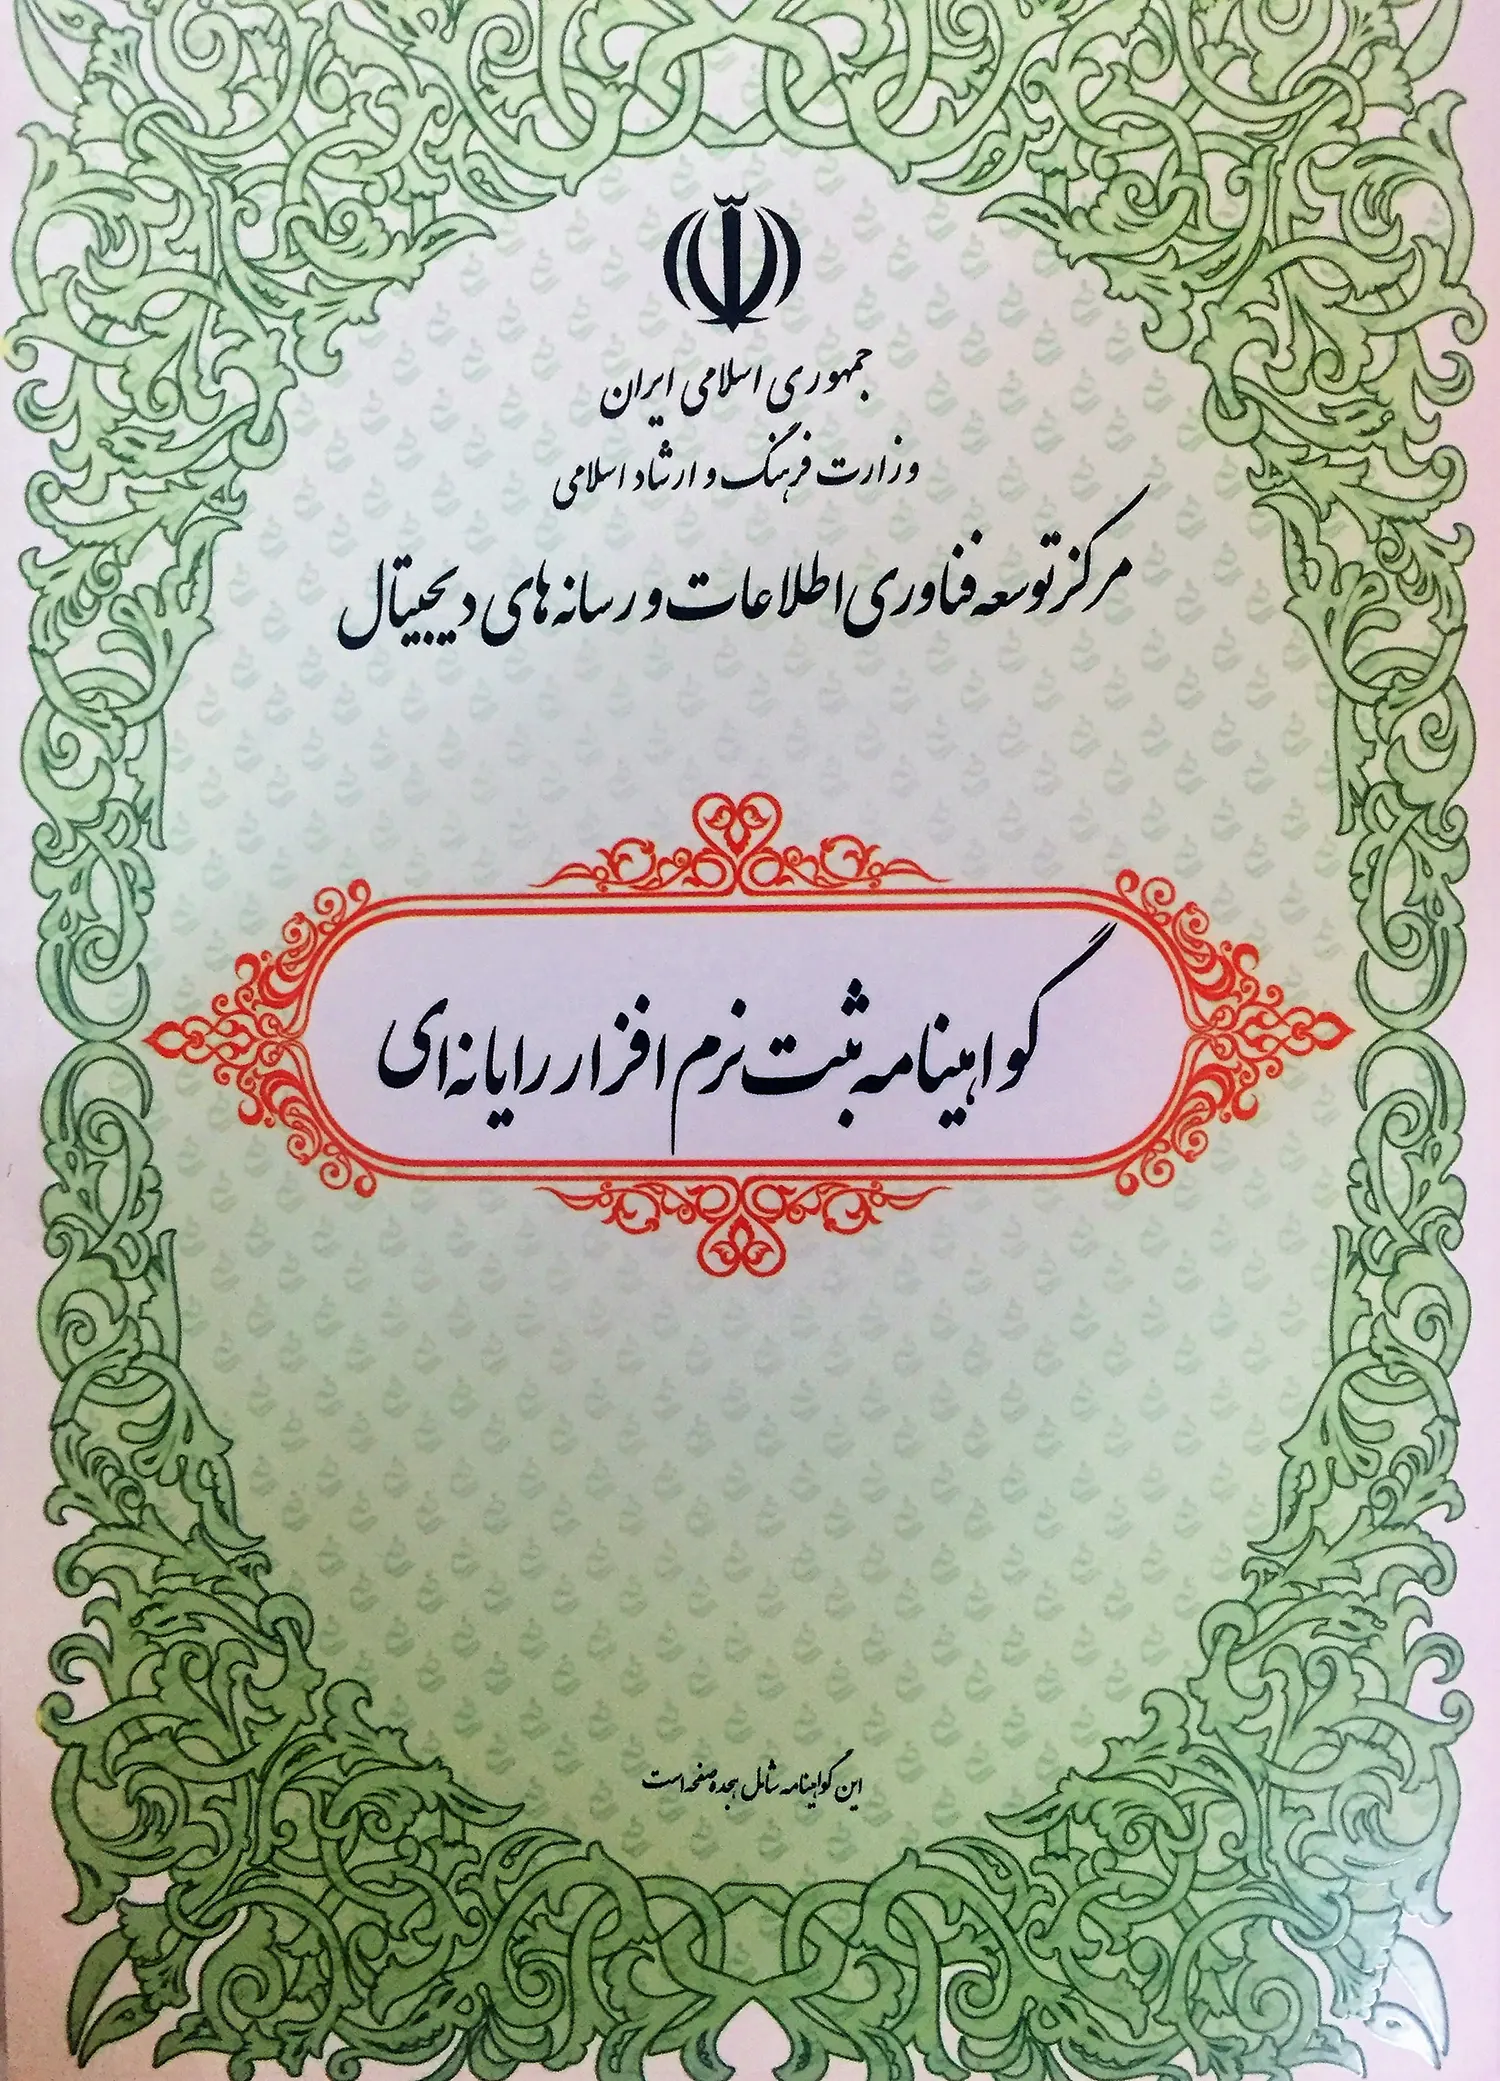 جمهوری اسلامی ایران
وزارت فرهنگ و ارشاد اسلامی
مرکز توسعه فناوری اطلاعات و رسانه های دیجیتال
گواهینامه ثبت نرم افزار رایانه ای
این گواهینامه شامل هجده صفحه است